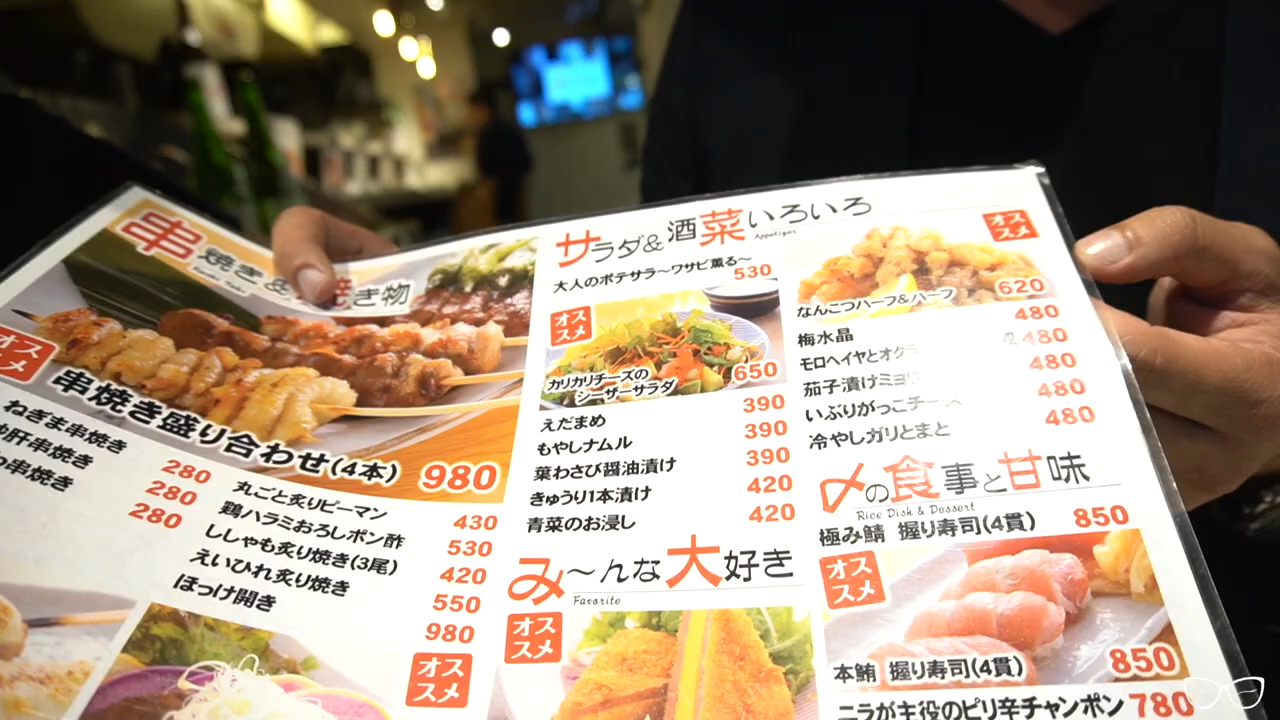 串焼き&
焼き物
オス
スメ
串焼き盛り合わせ(4本) 980
ねぎま串焼き 280
肝串焼き 280
串焼き 280
丸ごと炙りピーマン 430
鶏ハラミおろしポン酢 530
ししゃも炙り焼き(3尾) 420
えいひれ炙り焼き 550
ほっけ開き 980
オス
スメ
サラダ&酒菜いろいろ
Appetizer
大人のポテサラ〜ワサビ薫る〜 530
オス
スメ
カリカリチーズの
シーザーサラダ 650
えだまめ 390
もやしナムル 390
葉わさび醤油漬け 390
きゅうり1本漬け 420
青菜のお浸し 420
み〜んな大好き
Favorite
オス
スメ
オス
スメ
なんこつハーフ&ハーフ 620
梅水晶 480
モロヘイヤとオクラ 480
茄子漬けミョウ 480
いぶりがっこチーズ 480
冷やしガリとまと 480
〆の食事と甘味
Rice Dish & Dessert
極み鯖 握り寿司(4貫) 850
オス
スメ
本鮪 握り寿司(4貫) 850
ニラが主役のピリ辛チャンポン 780